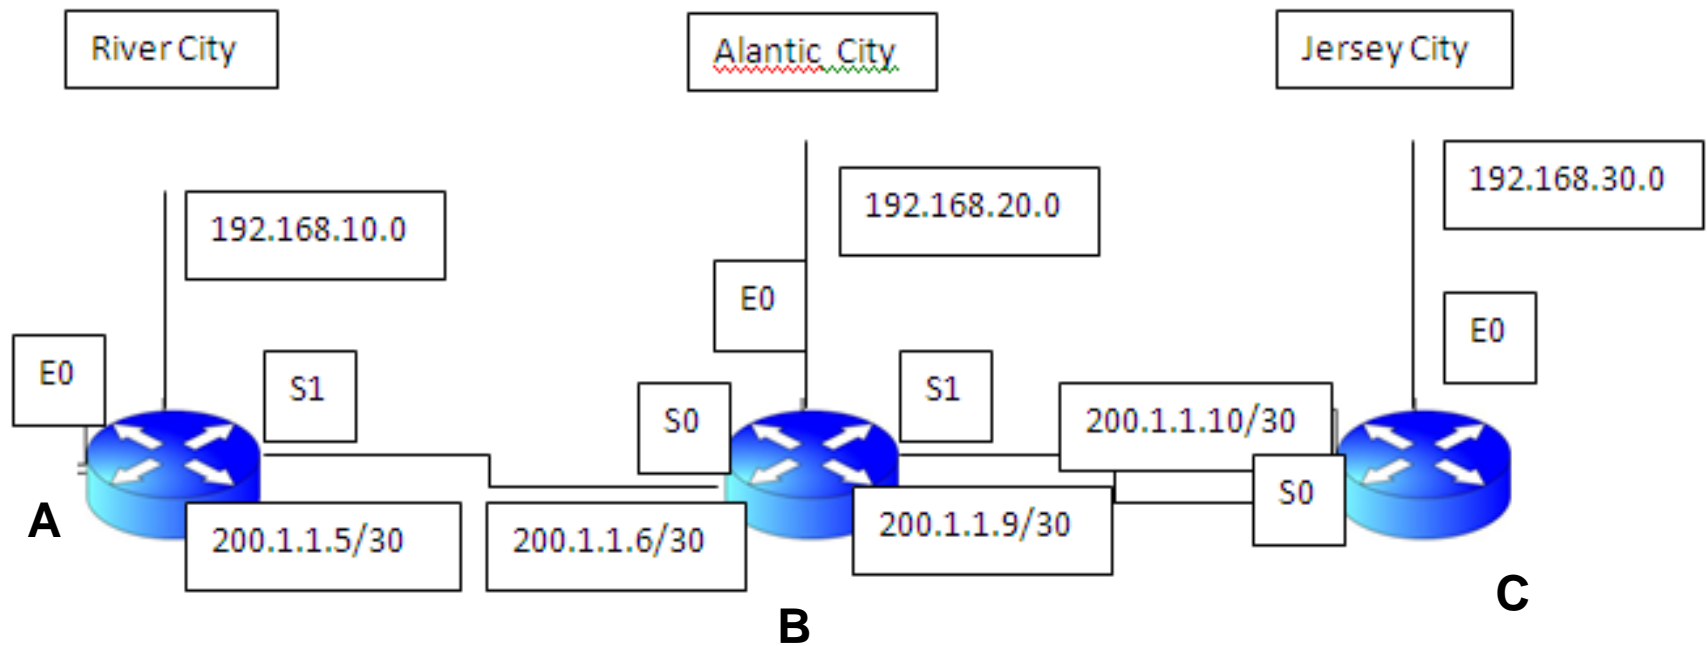 River City
Alantic City
Jersey City
192.168.10.0
192.168.20.0
192.168.30.0
E0
S1
E0
S0
S1
200.1.1.10/30
E0
S0
A
200.1.1.5/30
200.1.1.6/30
200.1.1.9/30
B
C